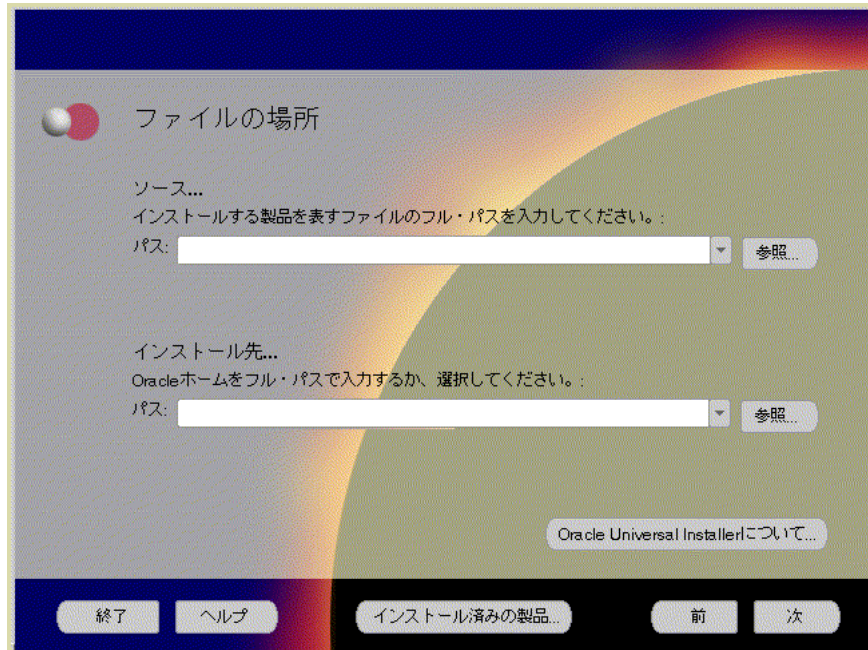 ファイルの場所
ソース...
インストールする製品を表すファイルのフル・パスを入力してください。:
パス:
参照...
インストール先...
Oracleホームをフル・パスで入力するか、選択してください。:
パス:
参照...
Oracle Universal Installerについて...
終了 ヘルプ インストール済みの製品... 前 次